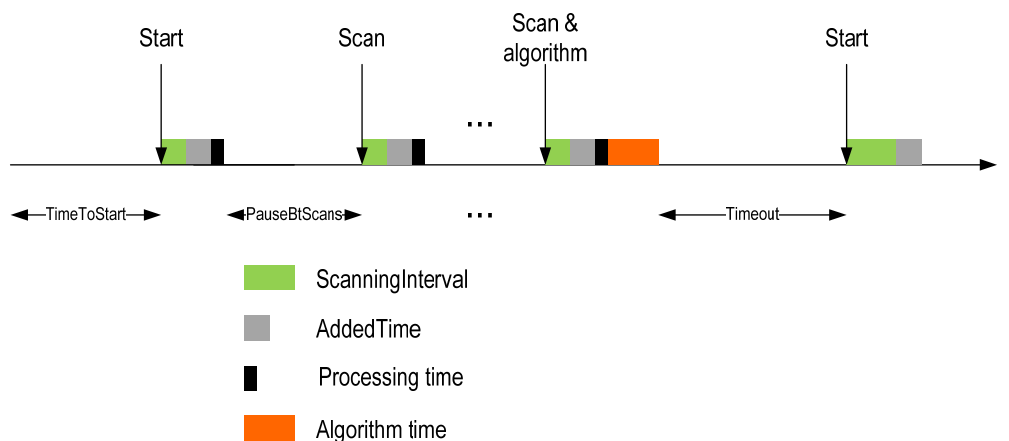 Start
Scan
Scan &
algorithm
Start
...
TimeToStart
PauseBtScans
...
Timeout
ScanningInterval
AddedTime
Processing time
Algorithm time